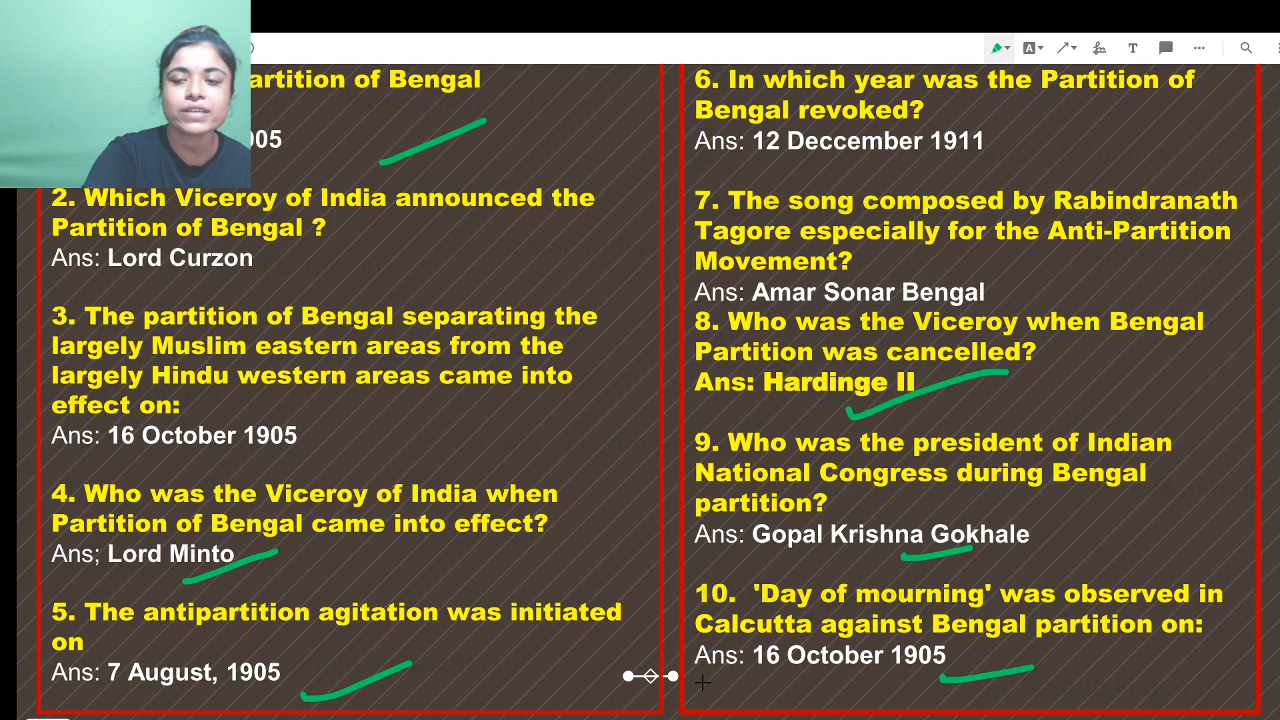 artition of Bengal
905
2. Which Viceroy of India announced the
Partition of Bengal ?
Ans: Lord Curzon
3. The partition of Bengal separating the
largely Muslim eastern areas from the
largely Hindu western areas came into
effect on:
Ans: 16 October 1905
4. Who was the Viceroy of India when
Partition of Bengal came into effect?
Ans; Lord Minto
5. The antipartition agitation was initiated
on
Ans: 7 August, 1905
6. In which year was the Partition of
Bengal revoked?
Ans: 12 Deccember 1911
7. The song composed by Rabindranath
Tagore especially for the Anti-Partition
Movement?
Ans: Amar Sonar Bengal
8. Who was the Viceroy when Bengal
Partition was cancelled?
Ans: Hardinge II
9. Who was the president of Indian
National Congress during Bengal
partition?
Ans: Gopal Krishna Gokhale
10.  'Day of mourning' was observed in
Calcutta against Bengal partition on:
Ans: 16 October 1905